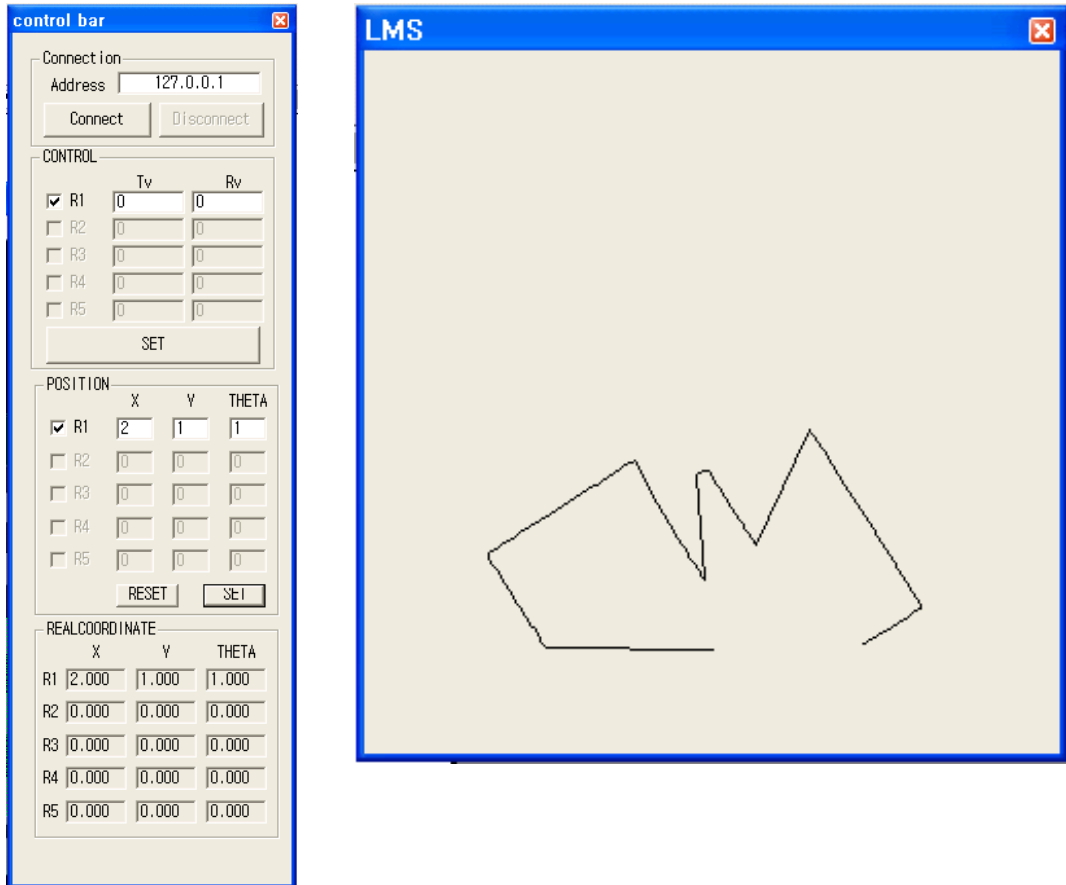 control bar
Connection
Address 127.0.0.1
Connect Disconnect
CONTROL
Tv Rv
R1 0 0
R2 0 0
R3 0 0
R4 0 0
R5 0 0
SET
POSITION
X Y THETA
R1 2 1 1
R2 0 0 0
R3 0 0 0
R4 0 0 0
R5 0 0 0
RESET SET
REALCOORDINATE
X Y THETA
R1 2.000 1.000 1.000
R2 0.000 0.000 0.000
R3 0.000 0.000 0.000
R4 0.000 0.000 0.000
R5 0.000 0.000 0.000
LMS